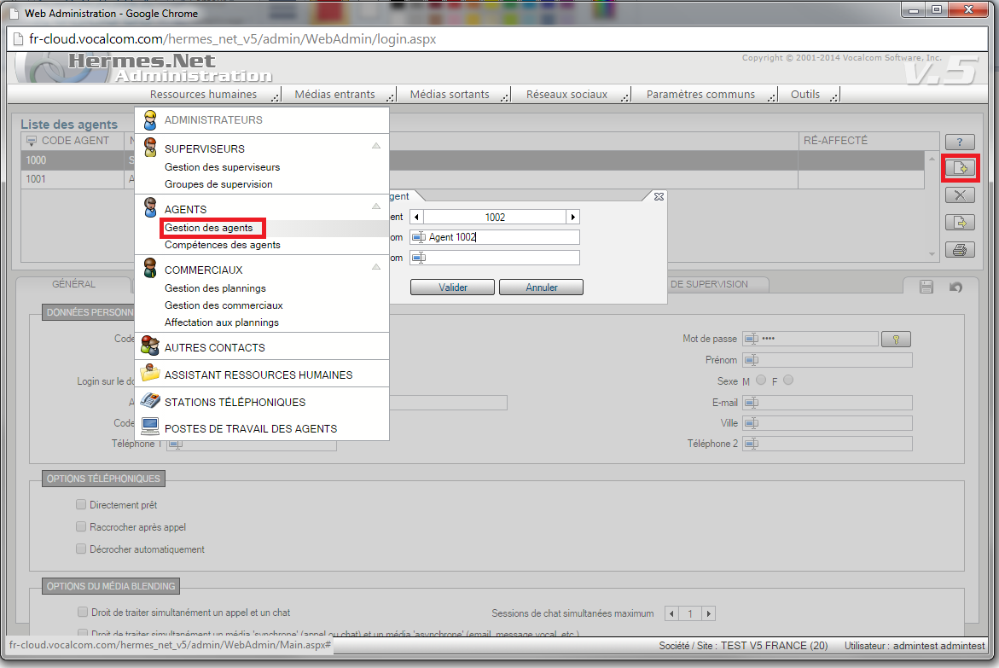 Web Administration - Google Chrome
fr-cloud.vocalcom.com/hermes_net_v5/admin/WebAdmin/login.aspx
Hermes.Net
Administration
Copyright © 2001-2014 Vocalcom Software, Inc.
v.5
Ressources humaines Médias entrants Médias sortants Réseaux sociaux Paramètres communs Outils
Liste des agents
CODE AGENT N RÉ-AFFECTÉ
1000 S
1001 A
?
ADMINISTRATEURS
SUPERVISEURS
Gestion des superviseurs
Groupes de supervision
AGENTS
Gestion des agents
Compétences des agents
COMMERCIAUX
Gestion des plannings
Gestion des commerciaux
Affectation aux plannings
AUTRES CONTACTS
ASSISTANT RESSOURCES HUMAINES
STATIONS TÉLÉPHONIQUES
POSTES DE TRAVAIL DES AGENTS
gent
ent 1002
om Agent 1002
om
Valider Annuler
GÉNÉRAL DE SUPERVISION
DONNÉES PERSONN
Code Mot de passe ••••
Prénom
Login sur le do Sexe M F
A E-mail
Code Ville
Téléphone 1 Téléphone 2
OPTIONS TÉLÉPHONIQUES
Directement prêt
Raccrocher après appel
Décrocher automatiquement
OPTIONS DU MÉDIA BLENDING
Droit de traiter simultanément un appel et un chat Sessions de chat simultanées maximum 1
Droit de traiter simultanément un média 'synchrone' (appel ou chat) et un média 'asynchrone' (email, message vocal, etc.)
fr-cloud.vocalcom.com/hermes_net_v5/admin/WebAdmin/Main.aspx#
Société / Site : TEST V5 FRANCE (20) Utilisateur : admintest admintest